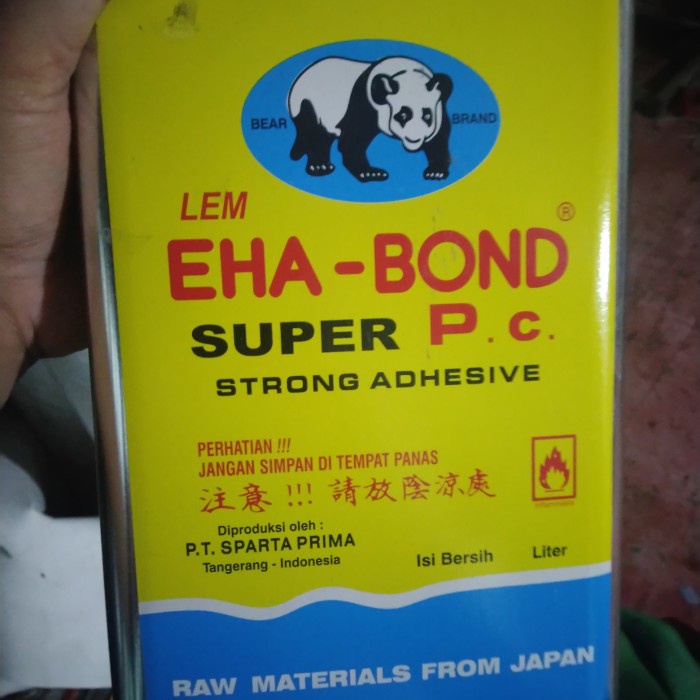 BEAR BRAND
LEM
EHA-BOND ®
SUPER P.c.
STRONG ADHESIVE
PERHATIAN !!!
JANGAN SIMPAN DI TEMPAT PANAS
注意 !!! 請放陰涼處
Diproduksi oleh :
P.T. SPARTA PRIMA
Tangerang - Indonesia
Isi Bersih Liter
RAW MATERIALS FROM JAPAN